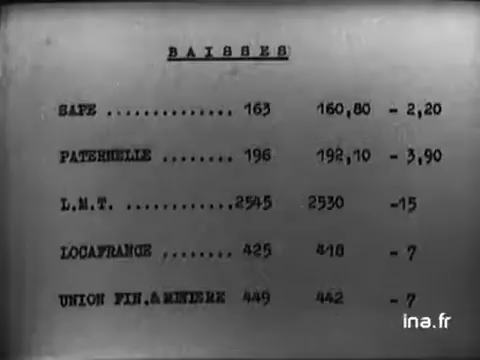 BAISSES
SAFE .............. 163 160,80 - 2,20
PATERNELLE ........ 196 192,10 - 3,90
L.M.T. ............2545 2530 -15
LOCAFRANCE ........ 425 418 - 7
UNION FIN.&MINIERE 449 442 - 7
ina.fr